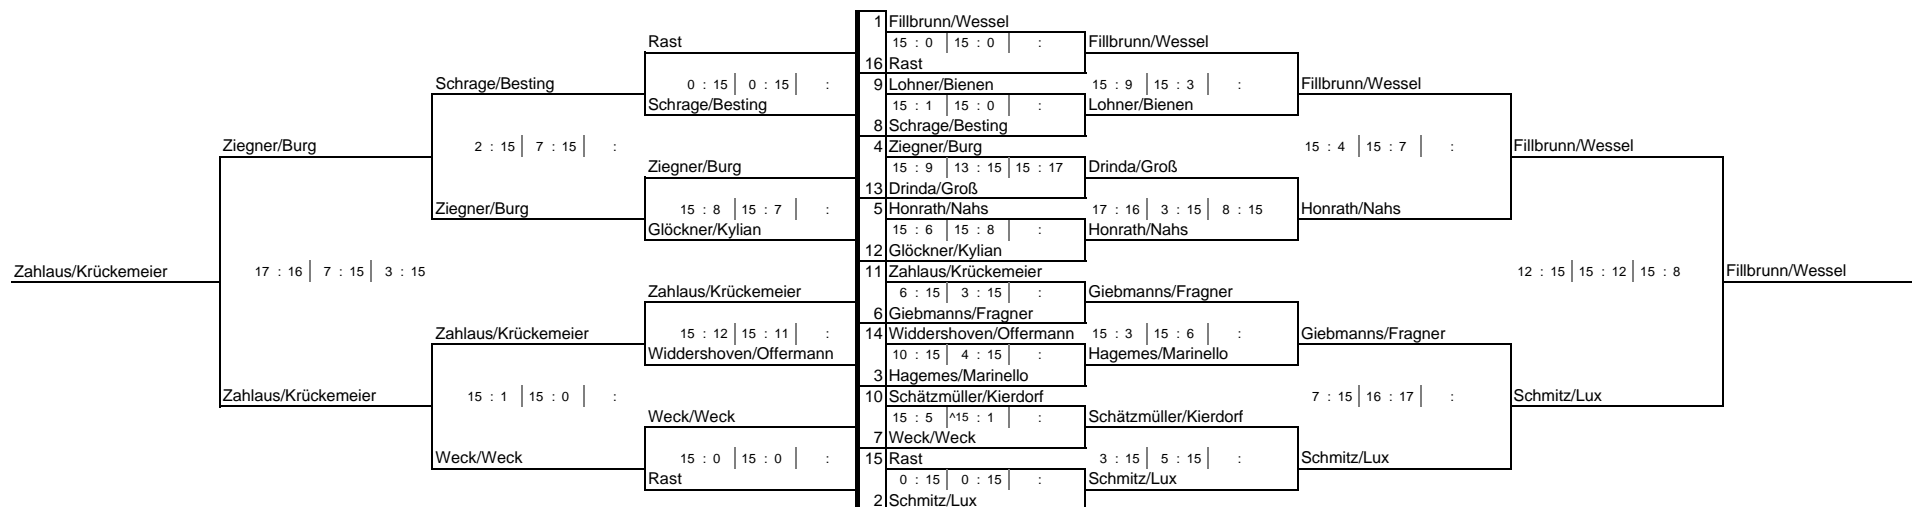 1 Fillbrunn/Wessel
Rast 15 : 0 15 : 0 : Fillbrunn/Wessel
16 Rast
Schrage/Besting 0 : 15 0 : 15 : 9 Lohner/Bienen 15 : 9 15 : 3 : Fillbrunn/Wessel
Schrage/Besting 15 : 1 15 : 0 : Lohner/Bienen
8 Schrage/Besting
Ziegner/Burg 2 : 15 7 : 15 : 4 Ziegner/Burg 15 : 4 15 : 7 : Fillbrunn/Wessel
Ziegner/Burg 15 : 9 13 : 15 15 : 17 Drinda/Groß
13 Drinda/Groß
Ziegner/Burg 15 : 8 15 : 7 : 5 Honrath/Nahs 17 : 16 3 : 15 8 : 15 Honrath/Nahs
Glöckner/Kylian 15 : 6 15 : 8 : Honrath/Nahs
12 Glöckner/Kylian
Zahlaus/Krückemeier 17 : 16 7 : 15 3 : 15 11 Zahlaus/Krückemeier 12 : 15 15 : 12 15 : 8 Fillbrunn/Wessel
Zahlaus/Krückemeier 6 : 15 3 : 15 : Giebmanns/Fragner
6 Giebmanns/Fragner
Zahlaus/Krückemeier 15 : 12 15 : 11 : 14 Widdershoven/Offermann 15 : 3 15 : 6 : Giebmanns/Fragner
Widdershoven/Offermann 10 : 15 4 : 15 : Hagemes/Marinello
3 Hagemes/Marinello
Zahlaus/Krückemeier 15 : 1 15 : 0 : 10 Schätzmüller/Kierdorf 7 : 15 16 : 17 : Schmitz/Lux
Weck/Weck 15 : 5 ^15 : 1 : Schätzmüller/Kierdorf
7 Weck/Weck
Weck/Weck 15 : 0 15 : 0 : 15 Rast 3 : 15 5 : 15 : Schmitz/Lux
Rast 0 : 15 0 : 15 : Schmitz/Lux
2 Schmitz/Lux